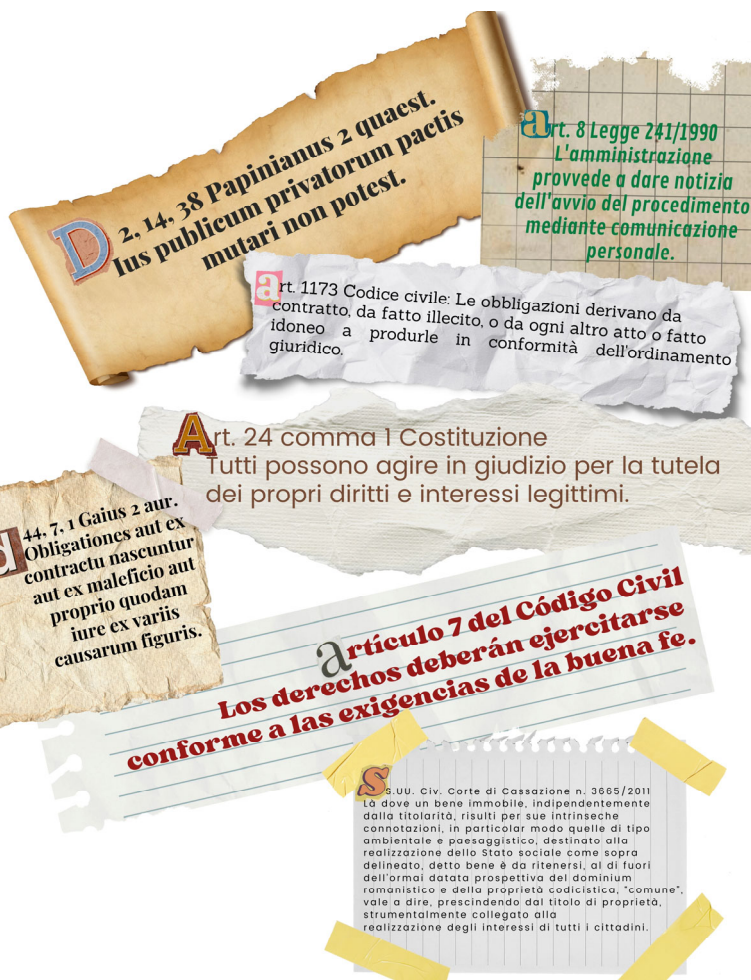 D 2, 14, 38 Papinianus 2 quaest.
Ius publicum privatorum pactis
mutari non potest.
art. 8 Legge 241/1990
L'amministrazione
provvede a dare notizia
dell'avvio del procedimento
mediante comunicazione
personale.
art. 1173 Codice civile: Le obbligazioni derivano da
contratto, da fatto illecito, o da ogni altro atto o fatto
idoneo a produrle in conformità dell'ordinamento
giuridico.
Art. 24 comma 1 Costituzione
Tutti possono agire in giudizio per la tutela
dei propri diritti e interessi legittimi.
d 44, 7, 1 Gaius 2 aur.
Obligationes aut ex
contractu nascuntur
aut ex maleficio aut
proprio quodam
iure ex variis
causarum figuris.
artículo 7 del Código Civil
Los derechos deberán ejercitarse
conforme a las exigencias de la buena fe.
S S.UU. Civ. Corte di Cassazione n. 3665/2011
Là dove un bene immobile, indipendentemente
dalla titolarità, risulti per sue intrinseche
connotazioni, in particolar modo quelle di tipo
ambientale e paesaggistico, destinato alla
realizzazione dello Stato sociale come sopra
delineato, detto bene è da ritenersi, al di fuori
dell'ormai datata prospettiva del dominium
romanistico e della proprietà codicistica, "comune",
vale a dire, prescindendo dal titolo di proprietà,
strumentalmente collegato alla
realizzazione degli interessi di tutti i cittadini.